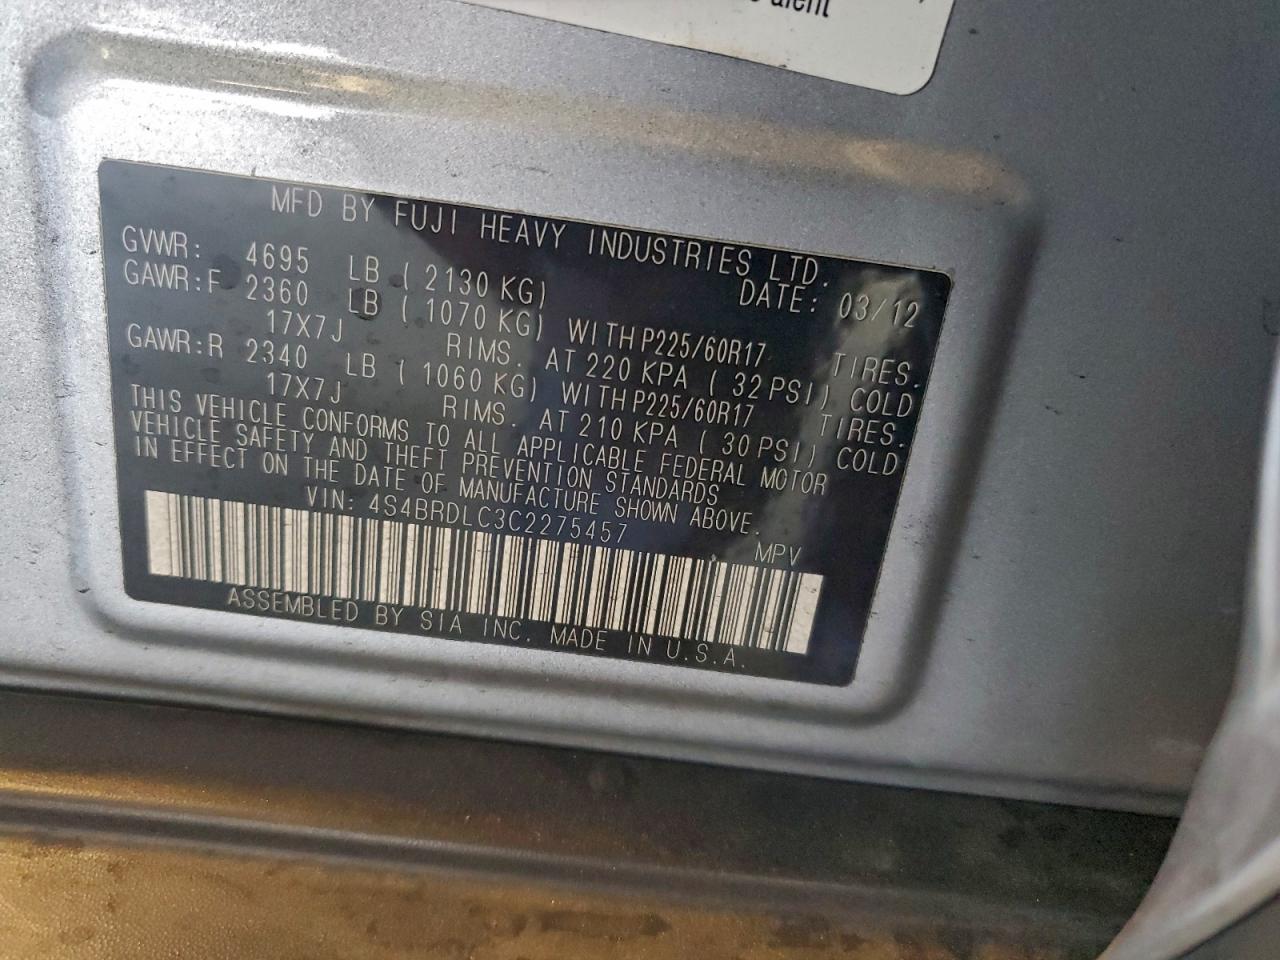 alent
MFD BY FUJI HEAVY INDUSTRIES LTD.
DATE: 03/12
GVWR: 4695 LB ( 2130 KG)
GAWR:F 2360 LB ( 1070 KG) WITH P225/60R17 TIRES.
17X7J RIMS. AT 220 KPA ( 32 PSI) COLD
GAWR:R 2340 LB ( 1060 KG) WITH P225/60R17 TIRES.
17X7J RIMS. AT 210 KPA ( 30 PSI) COLD
THIS VEHICLE CONFORMS TO ALL APPLICABLE FEDERAL MOTOR
VEHICLE SAFETY AND THEFT PREVENTION STANDARDS
IN EFFECT ON THE DATE OF MANUFACTURE SHOWN ABOVE.
VIN: 4S4BRDLC3C2275457
MPV
ASSEMBLED BY SIA INC. MADE IN U.S.A.